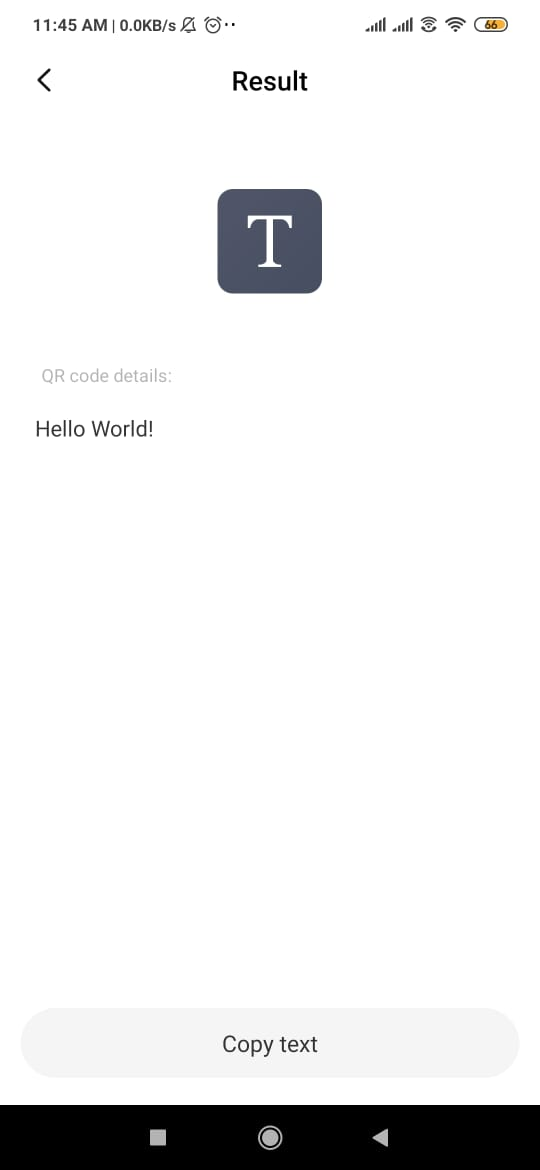 11:45 AM | 0.0KB/s
66
Result
T
QR code details:
Hello World!
Copy text